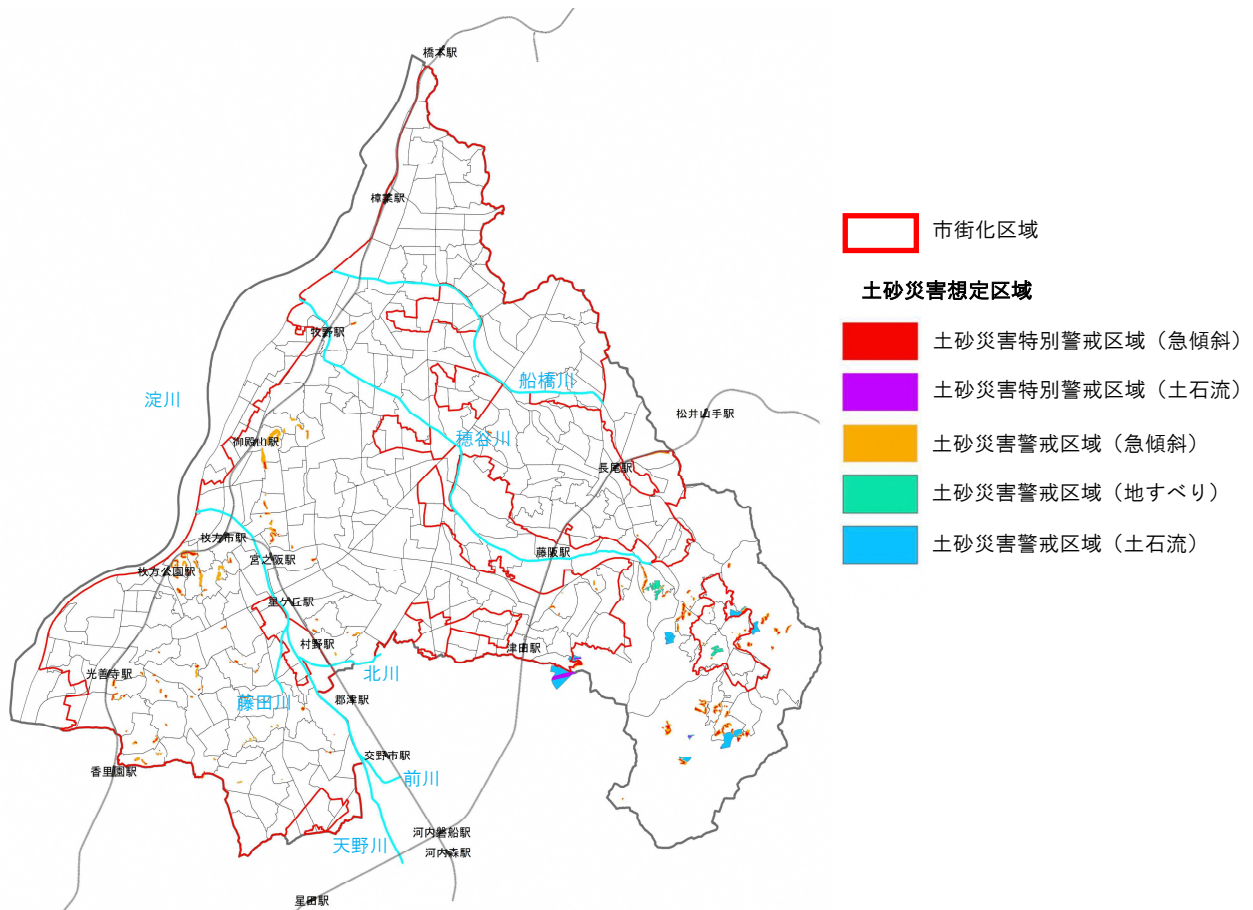 橋本駅
樟葉駅
牧野駅
船橋川
淀川
松井山手駅
御殿山駅
穂谷川
長尾駅
枚方市駅
藤阪駅
宮之阪駅
枚方公園駅
星ケ丘駅
村野駅
津田駅
北川
光善寺駅
藤田川
郡津駅
交野市駅
香里園駅
前川
河内磐船駅
天野川
河内森駅
星田駅
市街化区域
土砂災害想定区域
土砂災害特別警戒区域（急傾斜）
土砂災害特別警戒区域（土石流）
土砂災害警戒区域（急傾斜）
土砂災害警戒区域（地すべり）
土砂災害警戒区域（土石流）